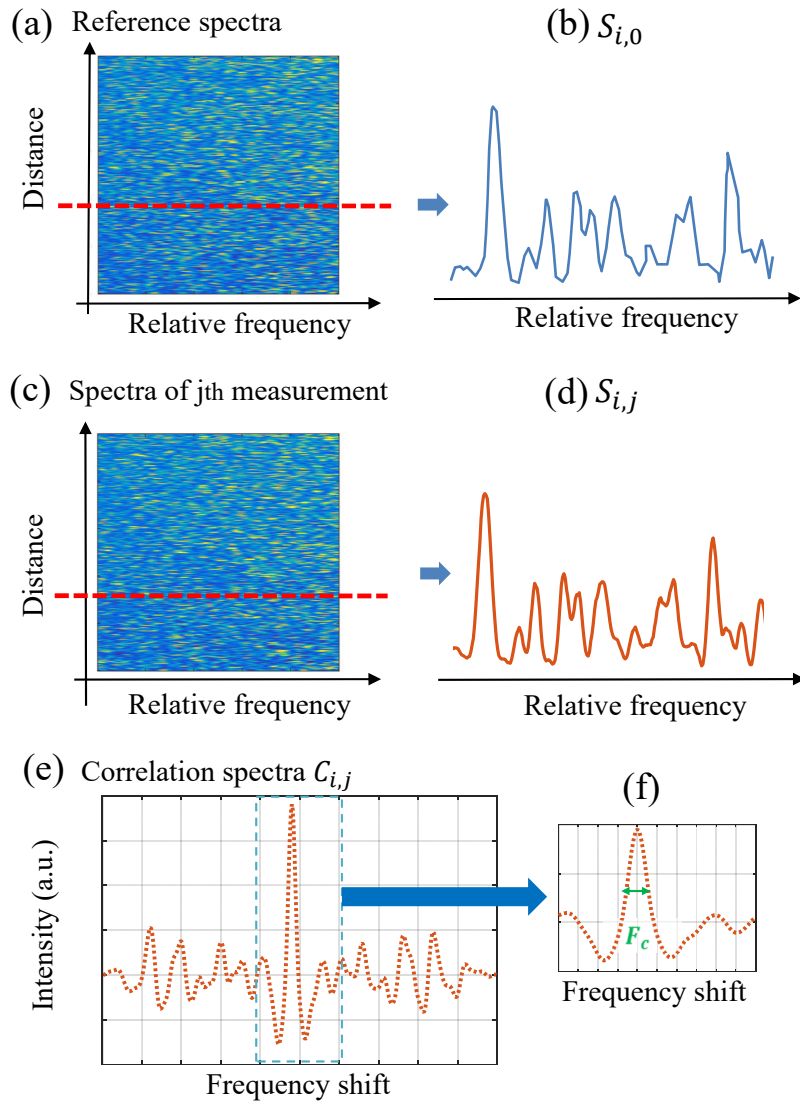 (a) Reference spectra
Distance
Relative frequency
(b) S_{i,0}
Relative frequency
(c) Spectra of jth measurement
Distance
Relative frequency
(d) S_{i,j}
Relative frequency
(e) Correlation spectra C_{i,j}
Intensity (a.u.)
Frequency shift
(f)
F_c
Frequency shift